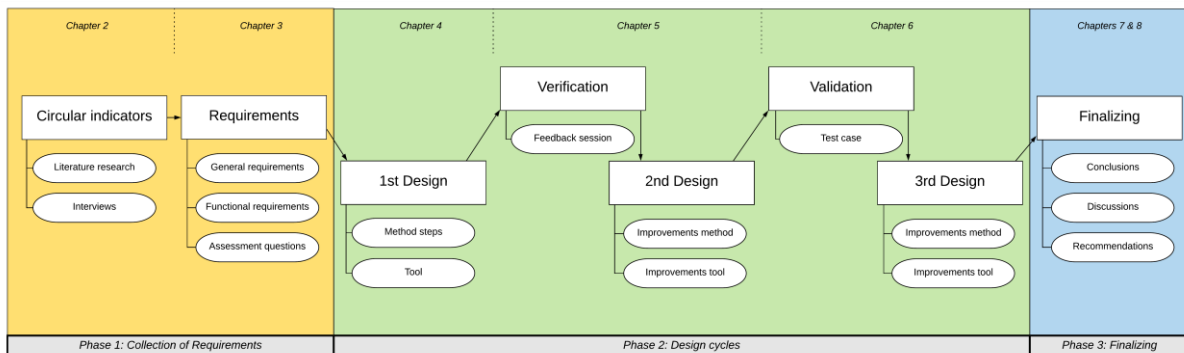 Chapter 2
Chapter 3
Chapter 4
Chapter 5
Chapter 6
Chapters 7 & 8
Circular indicators
Literature research
Interviews
Requirements
General requirements
Functional requirements
Assessment questions
1st Design
Method steps
Tool
Verification
Feedback session
2nd Design
Improvements method
Improvements tool
Validation
Test case
3rd Design
Improvements method
Improvements tool
Finalizing
Conclusions
Discussions
Recommendations
Phase 1: Collection of Requirements
Phase 2: Design cycles
Phase 3: Finalizing